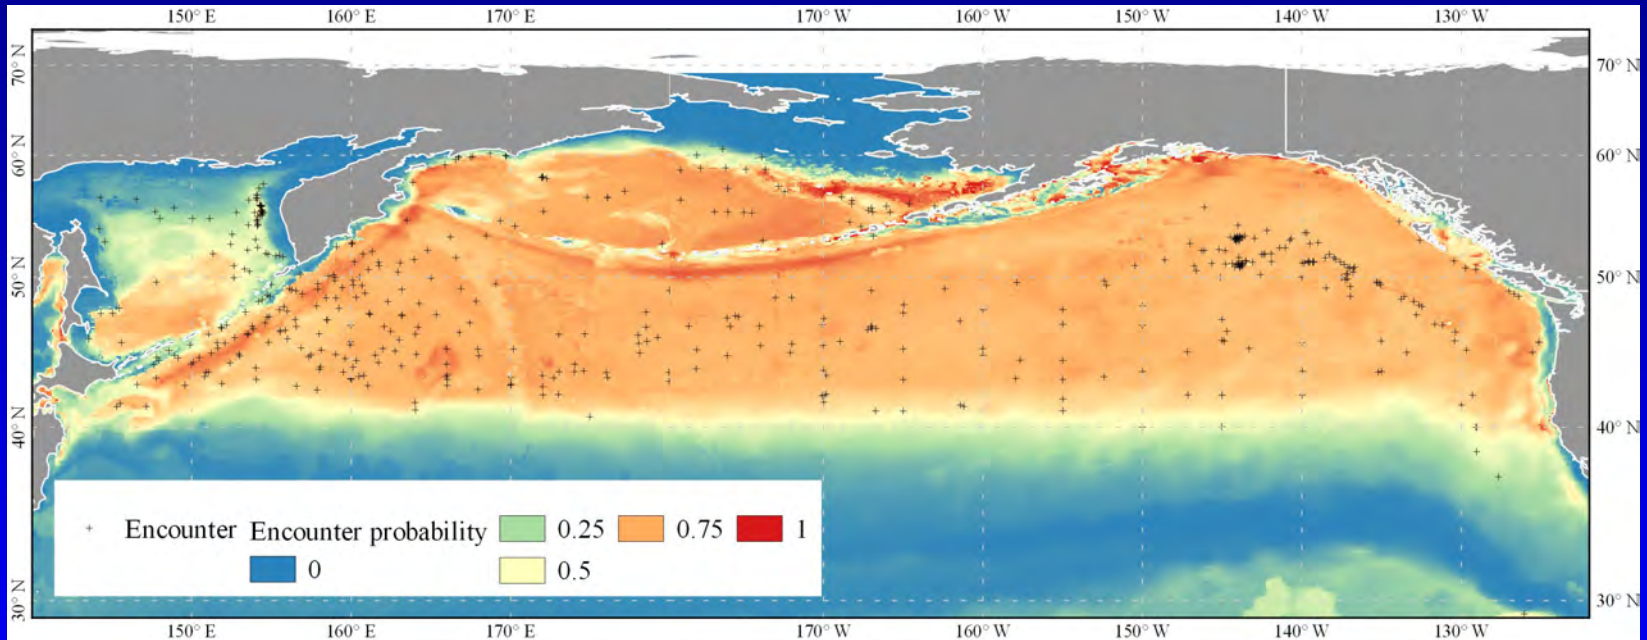 150° E 160° E 170° E 170° W 160° W 150° W 140° W 130° W
70° N 70° N
60° N 60° N
50° N 50° N
40° N 40° N
30° N 30° N
Encounter Encounter probability 0.25 0.75 1
0 0.5
150° E 160° E 170° E 170° W 160° W 150° W 140° W 130° W